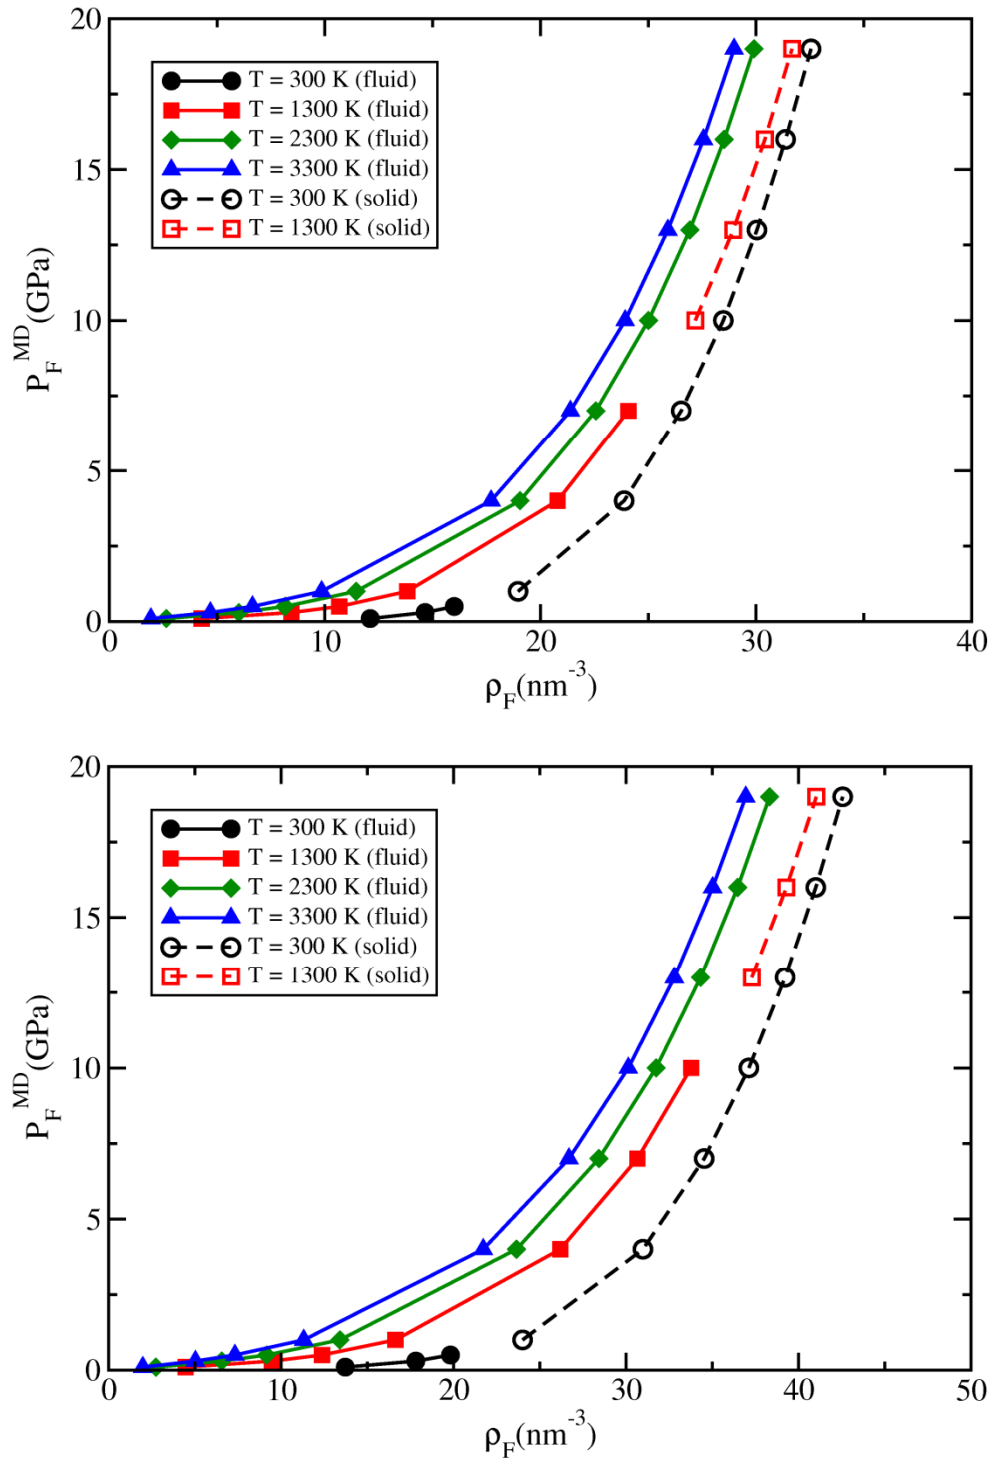 20
15
10
5
0
P_F^MD(GPa)
T = 300 K (fluid)
T = 1300 K (fluid)
T = 2300 K (fluid)
T = 3300 K (fluid)
T = 300 K (solid)
T = 1300 K (solid)
0 10 20 30 40
ρ_F(nm^-3)
20
15
10
5
0
P_F^MD(GPa)
T = 300 K (fluid)
T = 1300 K (fluid)
T = 2300 K (fluid)
T = 3300 K (fluid)
T = 300 K (solid)
T = 1300 K (solid)
0 10 20 30 40 50
ρ_F(nm^-3)